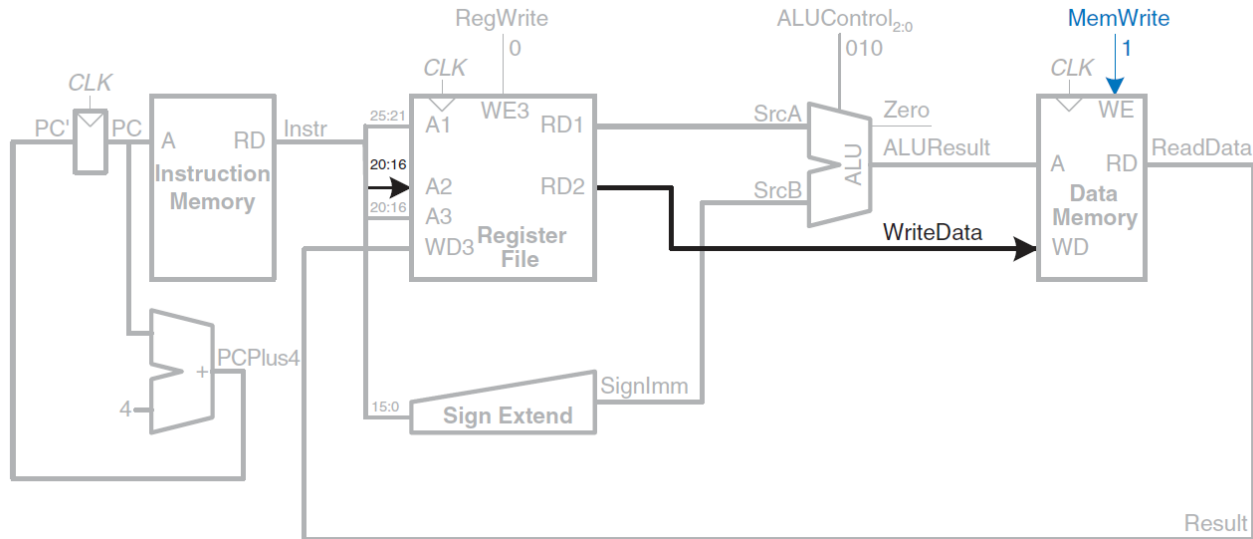 RegWrite
0
ALUControl2:0
010
MemWrite
1
CLK
PC'
PC
A
RD
Instruction
Memory
Instr
25:21
20:16
20:16
15:0
CLK
WE3
A1
RD1
A2
RD2
A3
WD3
Register
File
SrcA
SrcB
ALU
Zero
ALUResult
WriteData
CLK
WE
A
RD
Data
Memory
WD
ReadData
4
+
PCPlus4
Sign Extend
SignImm
Result